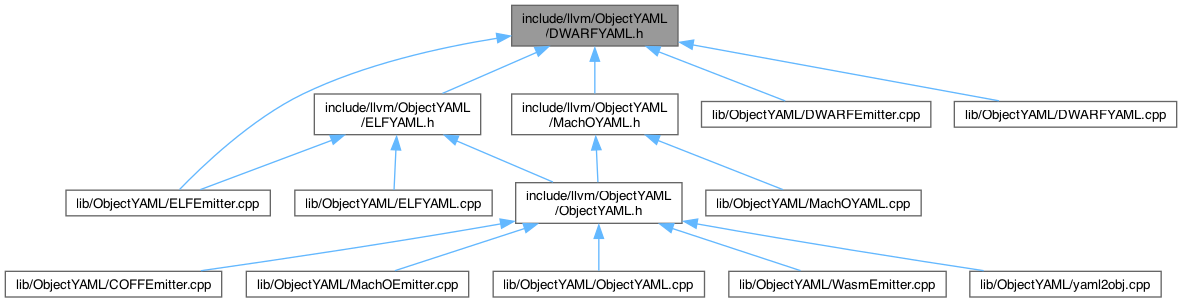 include/llvm/ObjectYAML
/DWARFYAML.h
include/llvm/ObjectYAML
/ELFYAML.h
include/llvm/ObjectYAML
/MachOYAML.h
lib/ObjectYAML/DWARFEmitter.cpp
lib/ObjectYAML/DWARFYAML.cpp
lib/ObjectYAML/ELFEmitter.cpp
lib/ObjectYAML/ELFYAML.cpp
include/llvm/ObjectYAML
/ObjectYAML.h
lib/ObjectYAML/MachOYAML.cpp
lib/ObjectYAML/COFFEmitter.cpp
lib/ObjectYAML/MachOEmitter.cpp
lib/ObjectYAML/ObjectYAML.cpp
lib/ObjectYAML/WasmEmitter.cpp
lib/ObjectYAML/yaml2obj.cpp